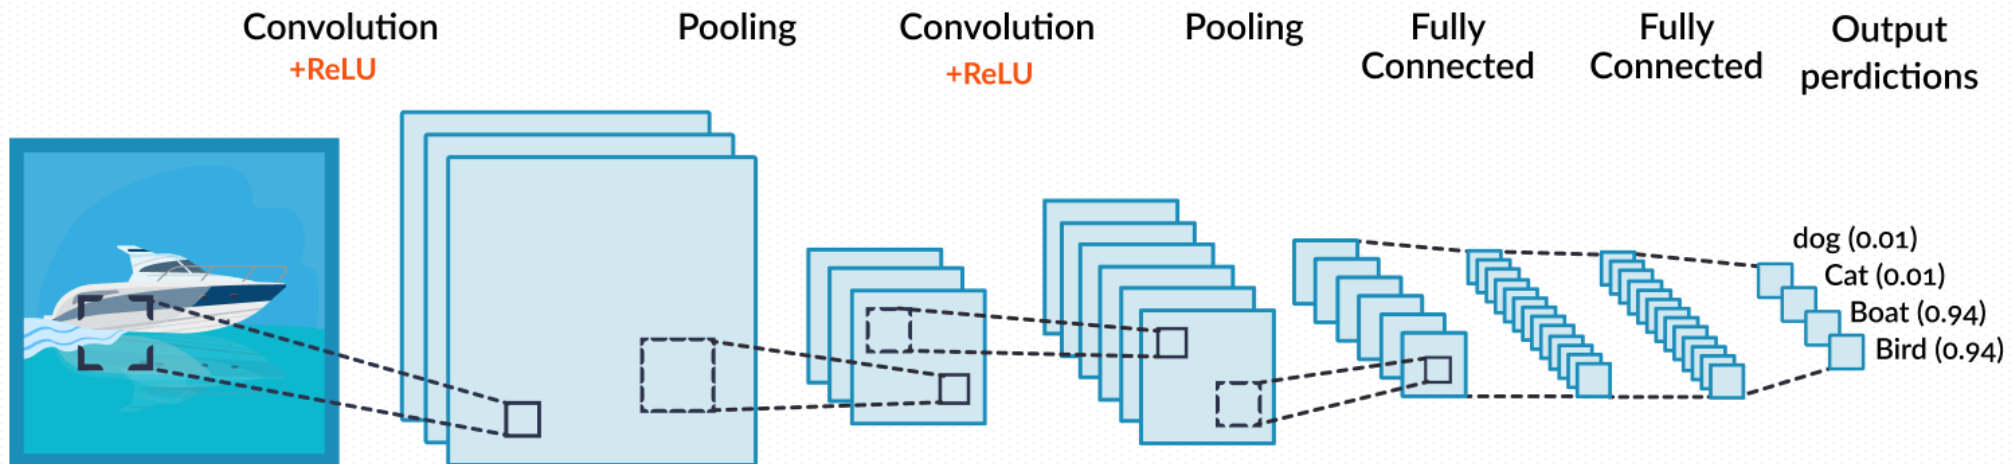 Convolution
+ReLU
Pooling
Convolution
+ReLU
Pooling
Fully
Connected
Fully
Connected
Output
perdictions
dog (0.01)
Cat (0.01)
Boat (0.94)
Bird (0.94)